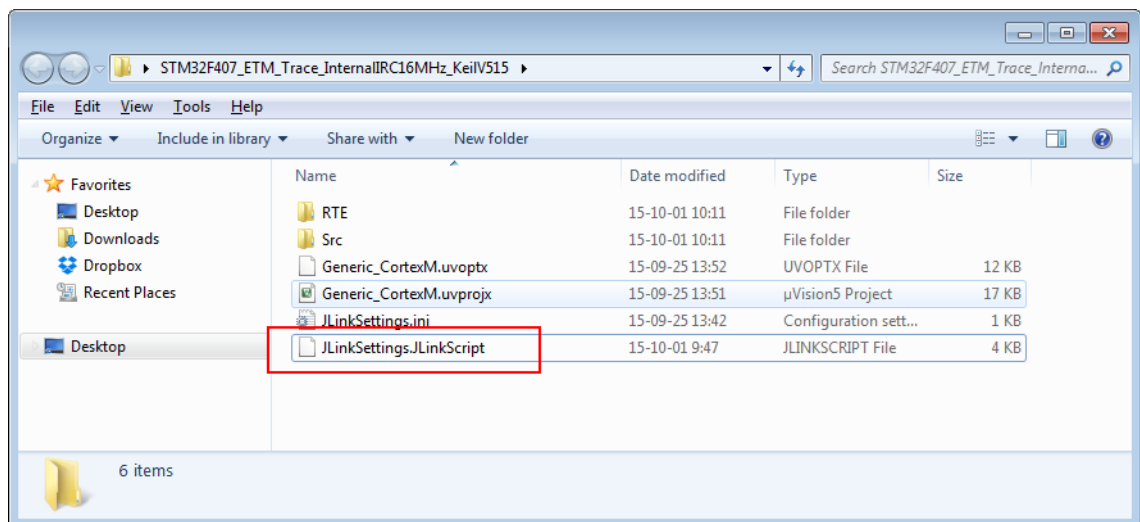 STM32F407_ETM_Trace_InternalIRC16MHz_KeilV515
Search STM32F407_ETM_Trace_Interna...
File Edit View Tools Help
Organize Include in library Share with New folder
Name Date modified Type Size
Favorites
Desktop
Downloads
Dropbox
Recent Places
Desktop
RTE 15-10-01 10:11 File folder
Src 15-10-01 10:11 File folder
Generic_CortexM.uvoptx 15-09-25 13:52 UVOPTX File 12 KB
Generic_CortexM.uvprojx 15-09-25 13:51 µVision5 Project 17 KB
JLinkSettings.ini 15-09-25 13:42 Configuration sett... 1 KB
JLinkSettings.JLinkScript 15-10-01 9:47 JLINKSCRIPT File 4 KB
6 items